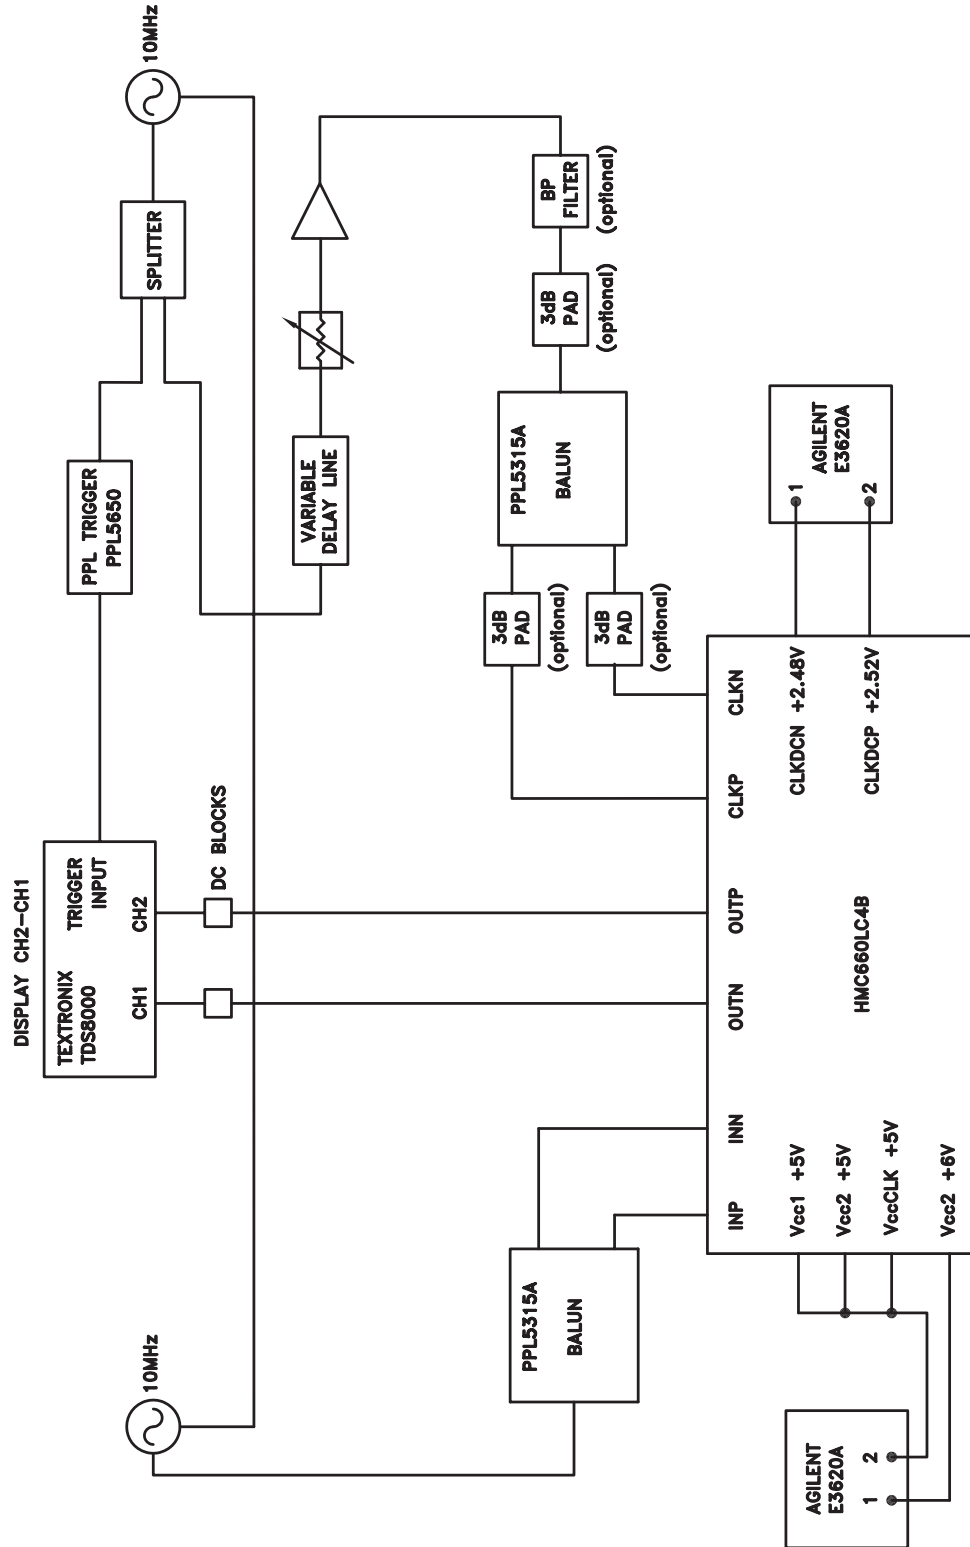 DISPLAY CH2-CH1
TEXTRONIX
TDS8000
TRIGGER
INPUT
CH1
CH2
DC BLOCKS
PPL TRIGGER
PPL5650
SPLITTER
10MHz
10MHz
VARIABLE
DELAY LINE
BP
FILTER
(optional)
3dB
PAD
(optional)
PPL5315A
BALUN
3dB
PAD
(optional)
3dB
PAD
(optional)
PPL5315A
BALUN
INP
INN
OUTN
OUTP
CLKP
CLKN
Vcc1 +5V
Vcc2 +5V
VccCLK +5V
Vcc2 +6V
HMC660LC4B
CLKDCN +2.48V
CLKDCP +2.52V
AGILENT
E3620A
1
2
AGILENT
E3620A
1
2